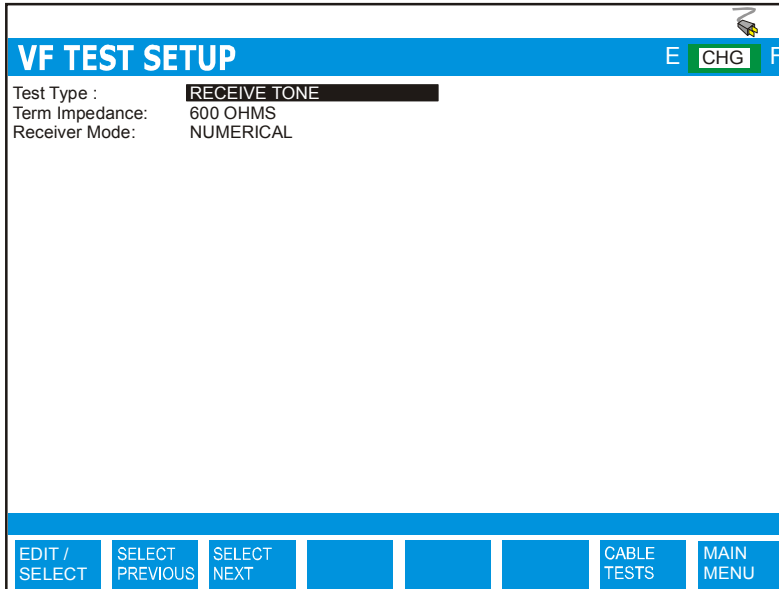 VF TEST SETUP
E CHG F
Test Type : RECEIVE TONE
Term Impedance: 600 OHMS
Receiver Mode: NUMERICAL
EDIT / SELECT
SELECT PREVIOUS
SELECT NEXT
CABLE TESTS
MAIN MENU